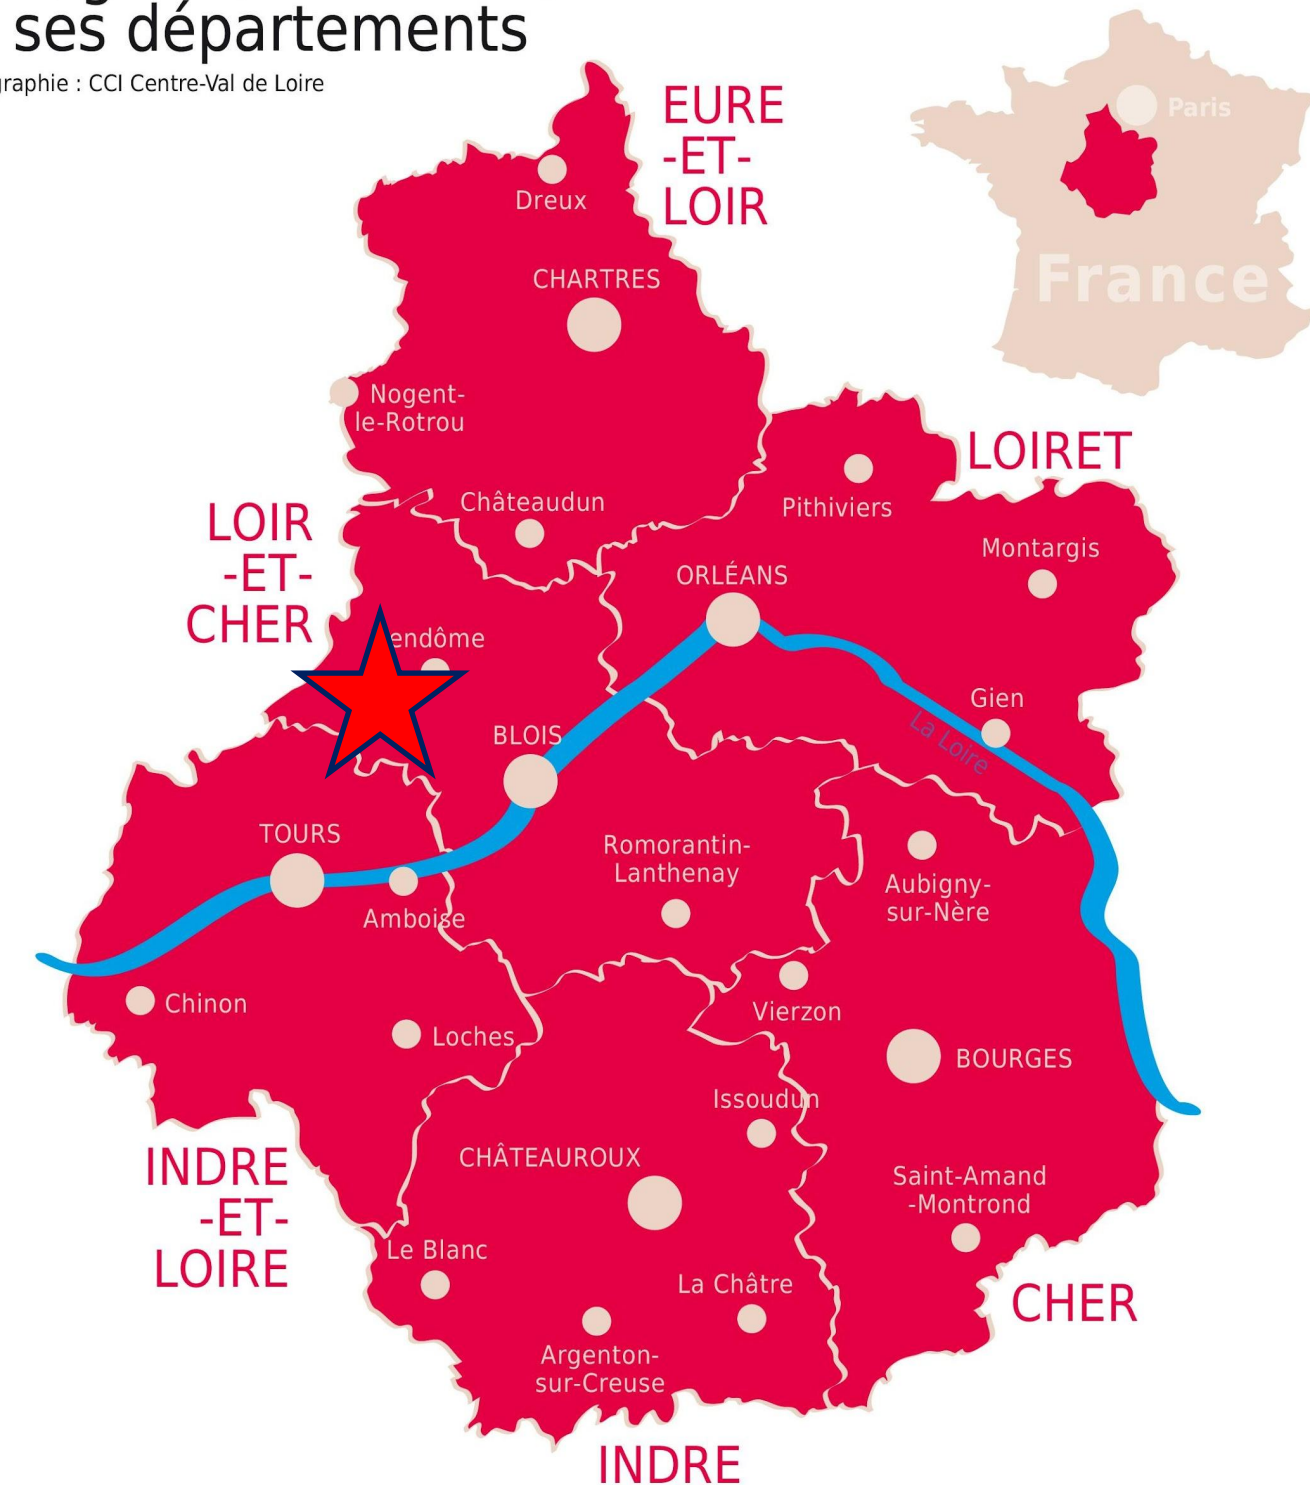 ses départements
graphie : CCI Centre-Val de Loire
EURE
-ET-
LOIR
Paris
France
Dreux
CHARTRES
Nogent-
le-Rotrou
LOIRET
Pithiviers
Châteaudun
LOIR
-ET-
CHER
Montargis
ORLÉANS
endôme
Gien
La Loire
BLOIS
TOURS
Romorantin-
Lanthenay
Aubigny-
sur-Nère
Amboise
Chinon
Loches
Vierzon
BOURGES
Issoudun
INDRE
-ET-
LOIRE
CHÂTEAUROUX
Saint-Amand
-Montrond
Le Blanc
La Châtre
CHER
Argenton-
sur-Creuse
INDRE